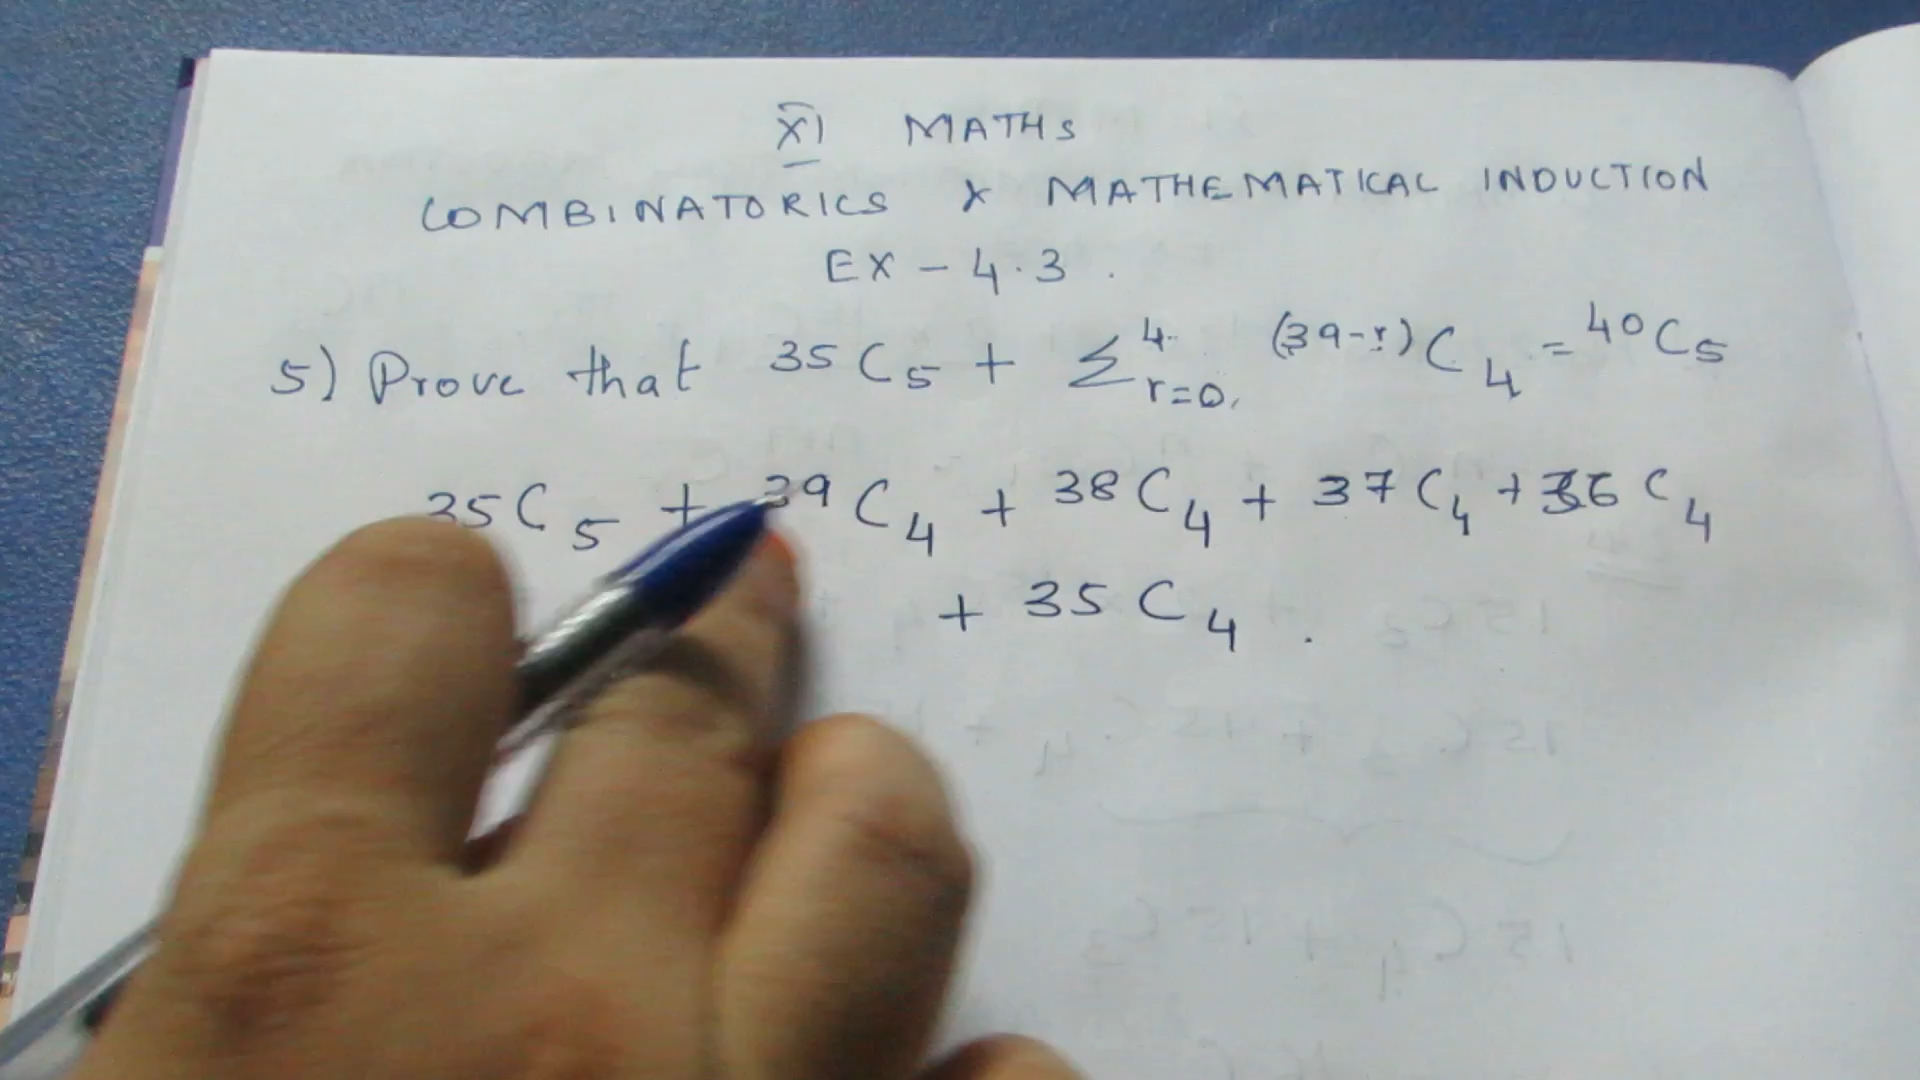 XI MATHS
COMBINATORICS & MATHEMATICAL INDUCTION
EX - 4.3.
5) Prove that 35C5 + Σ⁴r=0 (39-r)C4 = 40C5
35C5 + 39C4 + 38C4 + 37C4 + 36C4
+ 35C4.